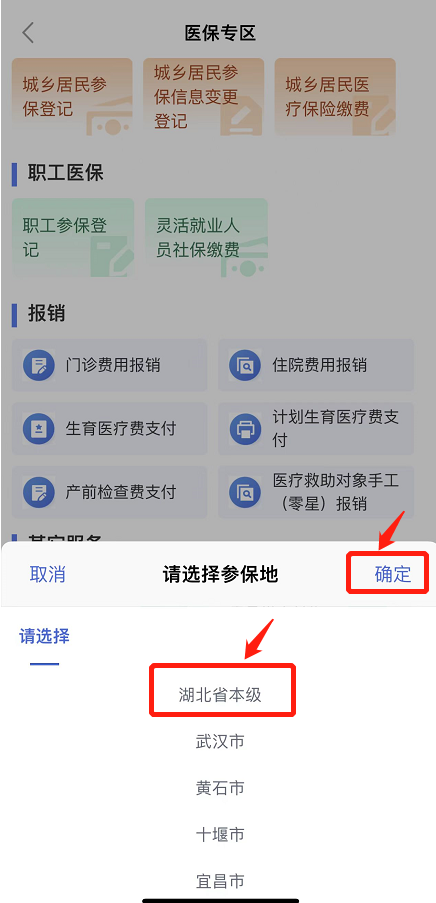 医保专区
城乡居民参
保登记
城乡居民参
保信息变更
登记
城乡居民医
疗保险缴费
职工医保
职工参保登
记
灵活就业人
员社保缴费
报销
门诊费用报销
住院费用报销
生育医疗费支付
计划生育医疗费支
付
产前检查费支付
医疗救助对象手工
（零星）报销
其它服务
取消
请选择参保地
确定
请选择
湖北省本级
武汉市
黄石市
十堰市
宜昌市